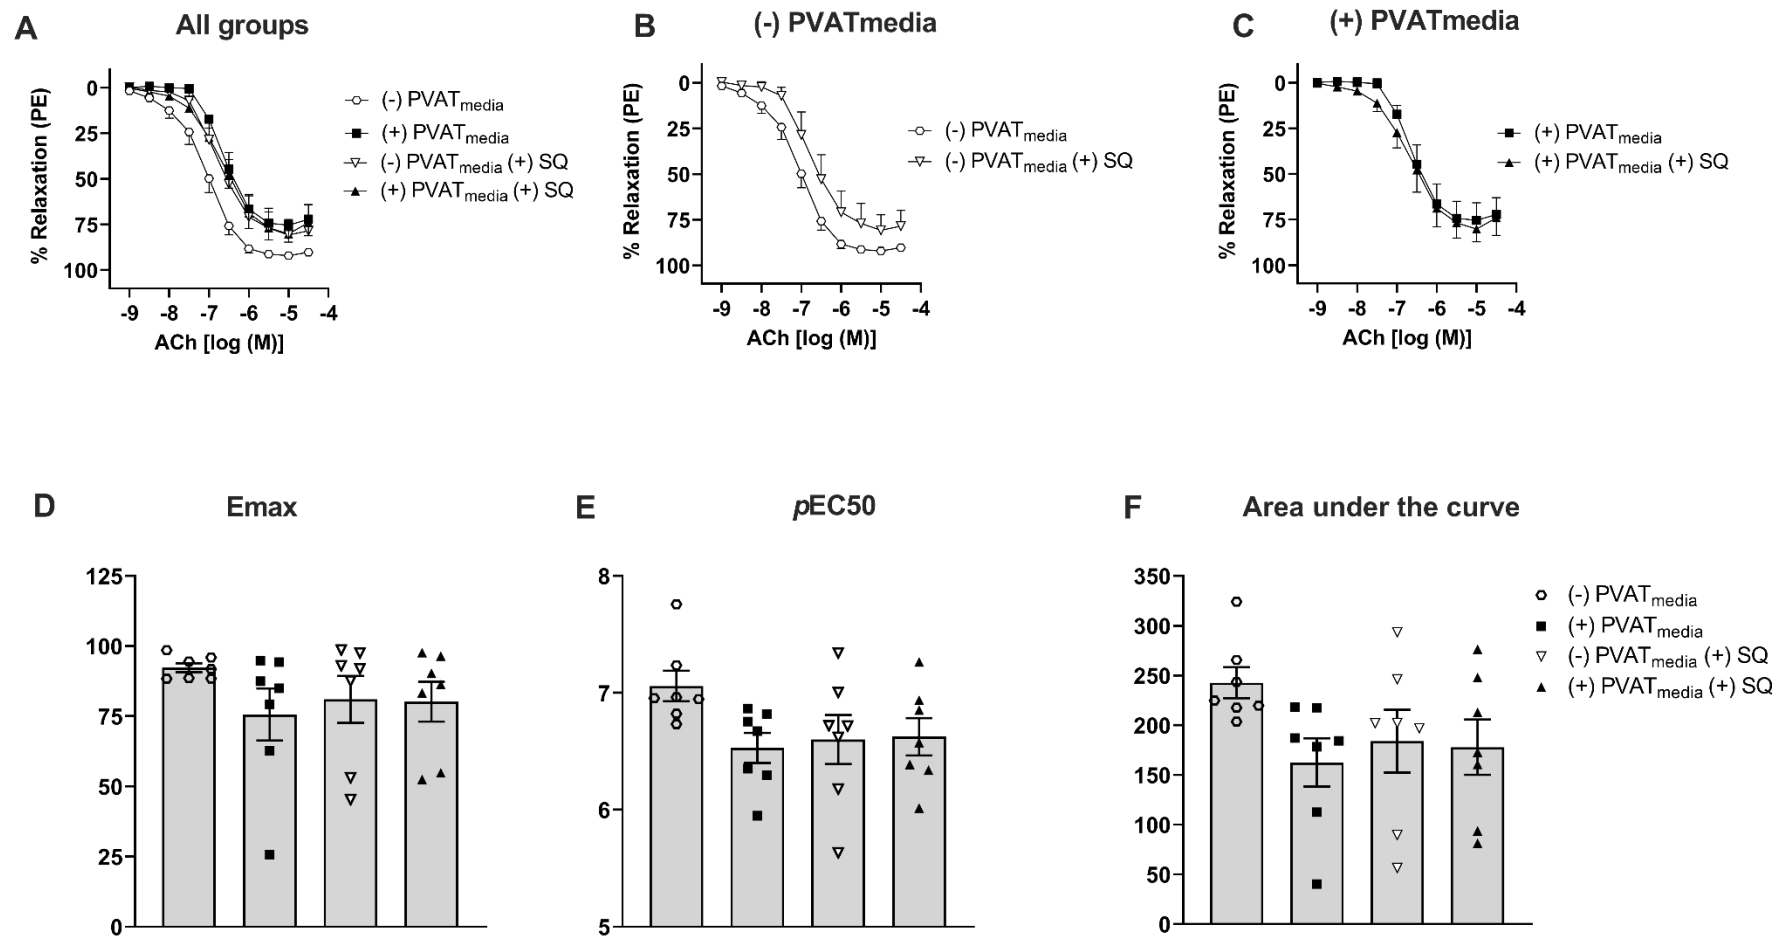 A All groups
0
25
50
75
100
% Relaxation (PE)
-9 -8 -7 -6 -5 -4
ACh [log (M)]
(-) PVATmedia
(+) PVATmedia
(-) PVATmedia (+) SQ
(+) PVATmedia (+) SQ
B (-) PVATmedia
0
25
50
75
100
% Relaxation (PE)
-9 -8 -7 -6 -5 -4
ACh [log (M)]
(-) PVATmedia
(-) PVATmedia (+) SQ
C (+) PVATmedia
0
25
50
75
100
% Relaxation (PE)
-9 -8 -7 -6 -5 -4
ACh [log (M)]
(+) PVATmedia
(+) PVATmedia (+) SQ
D Emax
125
100
75
50
25
0
E pEC50
8
7
6
5
F Area under the curve
350
300
250
200
150
100
50
0
(-) PVATmedia
(+) PVATmedia
(-) PVATmedia (+) SQ
(+) PVATmedia (+) SQ